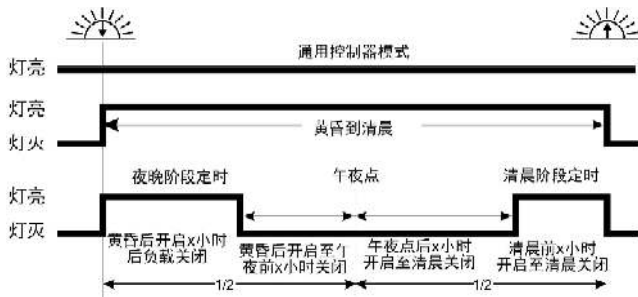 通用控制器模式
灯亮
灯亮
黄昏到清晨
灯灭
夜晚阶段定时
午夜点
清晨阶段定时
灯亮
灯灭
黄昏后开启x小时
后负载关闭
黄昏后开启至午
夜前x小时关闭
午夜点后x小时
开启至清晨关闭
清晨前x小时
开启至清晨关闭
1/2
1/2